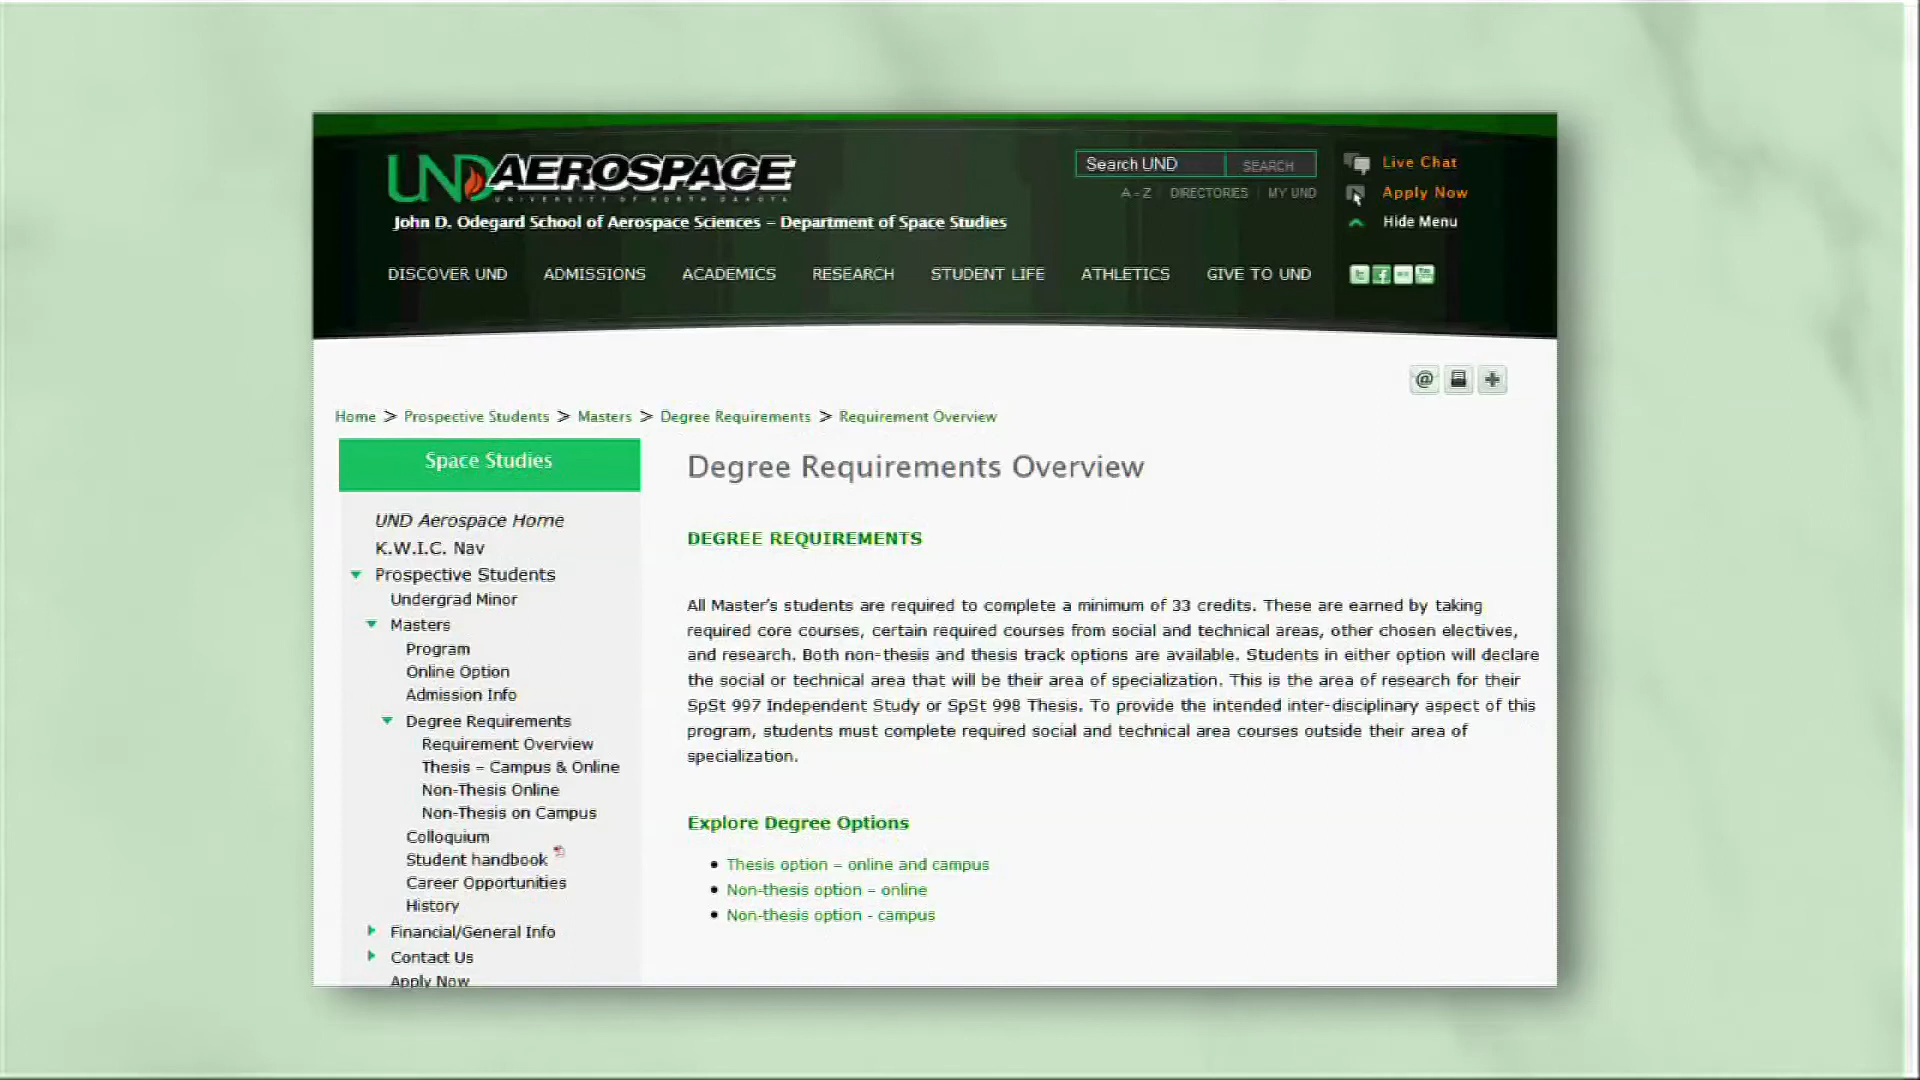 UND AEROSPACE
UNIVERSITY OF NORTH DAKOTA
John D. Odegard School of Aerospace Sciences – Department of Space Studies
Search UND SEARCH
A - Z DIRECTORIES MY UND
Live Chat
Apply Now
Hide Menu
DISCOVER UND ADMISSIONS ACADEMICS RESEARCH STUDENT LIFE ATHLETICS GIVE TO UND
Home > Prospective Students > Masters > Degree Requirements > Requirement Overview
Space Studies
UND Aerospace Home
K.W.I.C. Nav
Prospective Students
Undergrad Minor
Masters
Program
Online Option
Admission Info
Degree Requirements
Requirement Overview
Thesis – Campus & Online
Non-Thesis Online
Non-Thesis on Campus
Colloquium
Student handbook
Career Opportunities
History
Financial/General Info
Contact Us
Apply Now
Degree Requirements Overview
DEGREE REQUIREMENTS
All Master's students are required to complete a minimum of 33 credits. These are earned by taking
required core courses, certain required courses from social and technical areas, other chosen electives,
and research. Both non-thesis and thesis track options are available. Students in either option will declare
the social or technical area that will be their area of specialization. This is the area of research for their
SpSt 997 Independent Study or SpSt 998 Thesis. To provide the intended inter-disciplinary aspect of this
program, students must complete required social and technical area courses outside their area of
specialization.
Explore Degree Options
• Thesis option – online and campus
• Non-thesis option – online
• Non-thesis option - campus